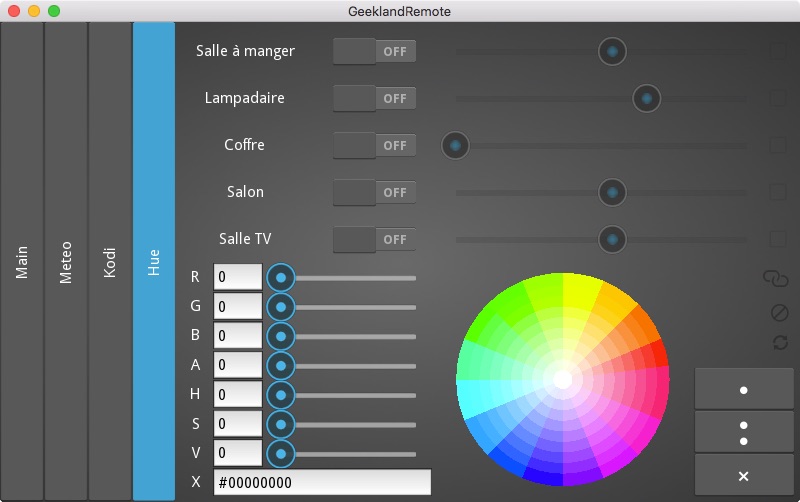 GeeklandRemote
Main
Meteo
Kodi
Hue
Salle à manger OFF
Lampadaire OFF
Coffre OFF
Salon OFF
Salle TV OFF
R 0
G 0
B 0
A 0
H 0
S 0
V 0
X #00000000